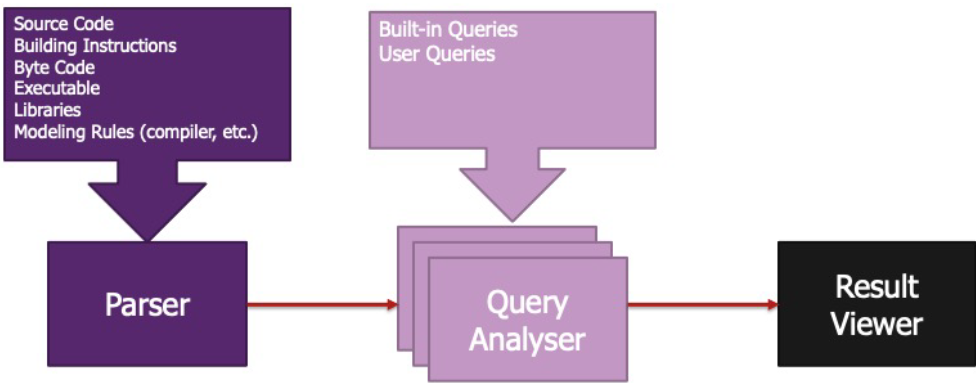 Source Code
Building Instructions
Byte Code
Executable
Libraries
Modeling Rules (compiler, etc.)
Built-in Queries
User Queries
Parser
Query
Analyser
Result
Viewer